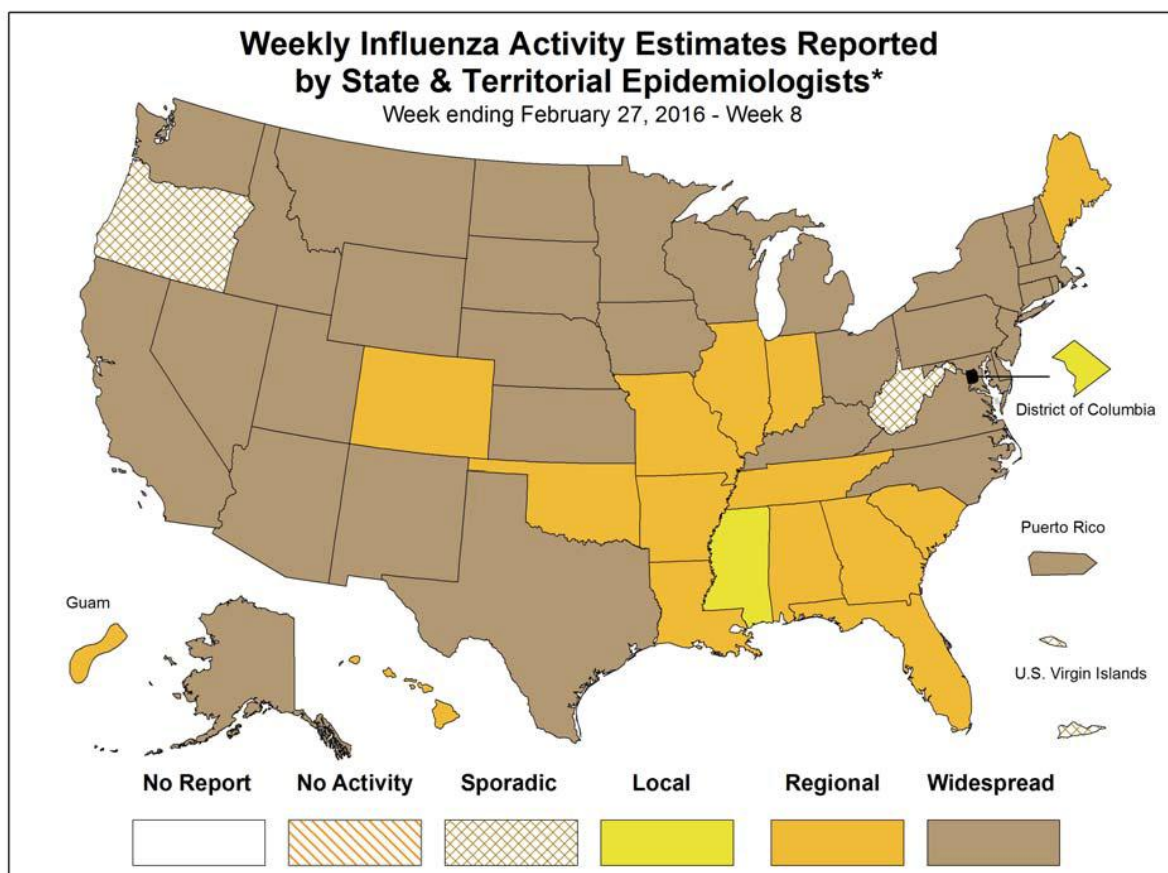 Weekly Influenza Activity Estimates Reported
by State & Territorial Epidemiologists*
Week ending February 27, 2016 - Week 8
District of Columbia
Puerto Rico
Guam
U.S. Virgin Islands
No Report No Activity Sporadic Local Regional Widespread